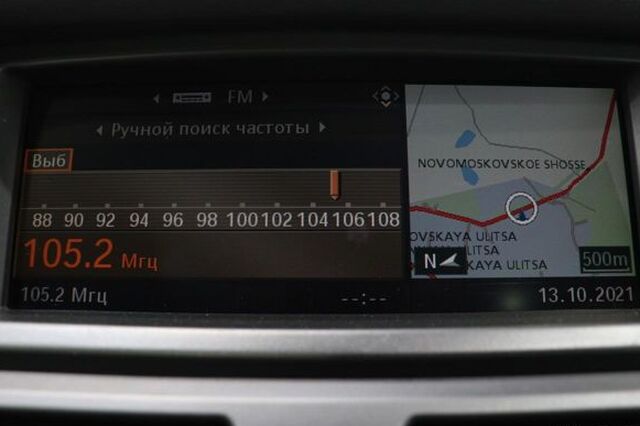 FM
Ручной поиск частоты
Выб
88 90 92 94 96 98 100 102 104 106 108
105.2 Мгц
105.2 Мгц
--:--
NOVOMOSKOVSKOE SHOSSE
OVSKAYA ULITSA
ULITSA
KAYA ULITSA
N
500m
13.10.2021